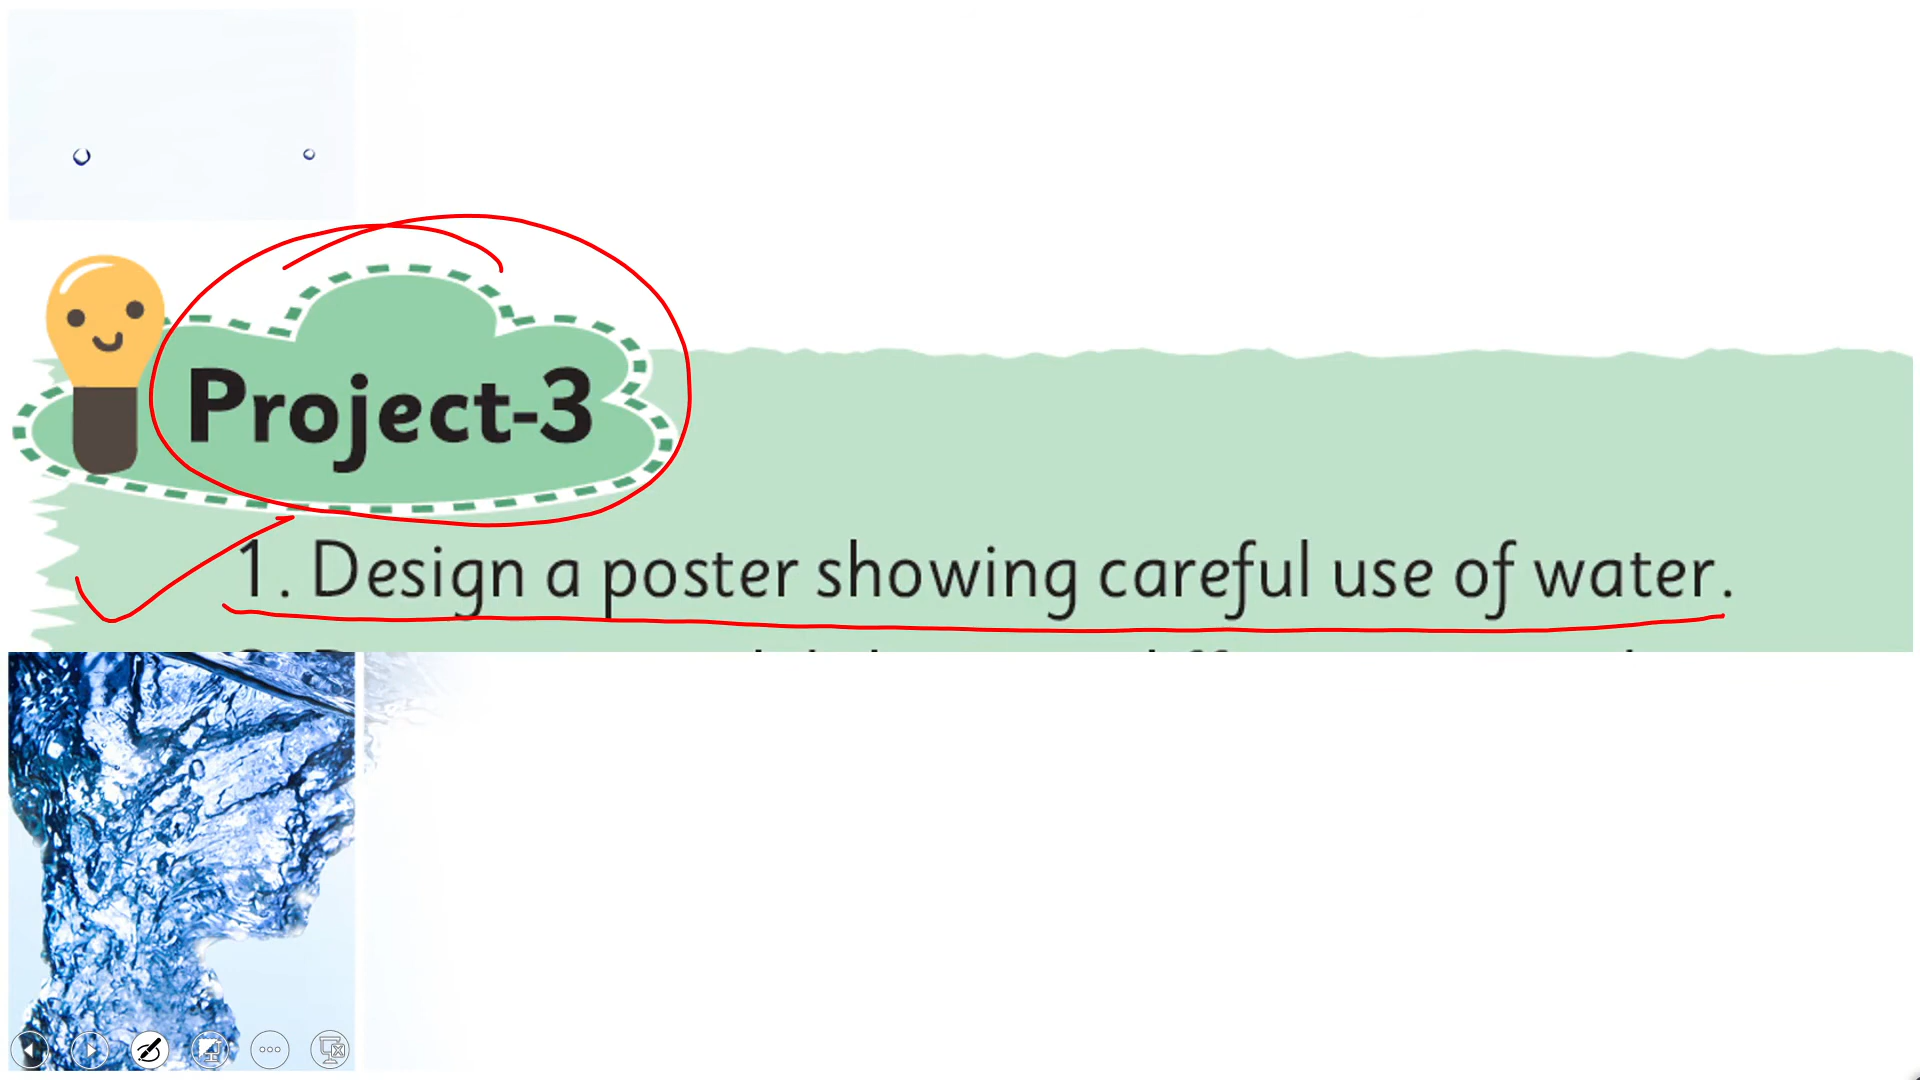 Project-3
1. Design a poster showing careful use of water.